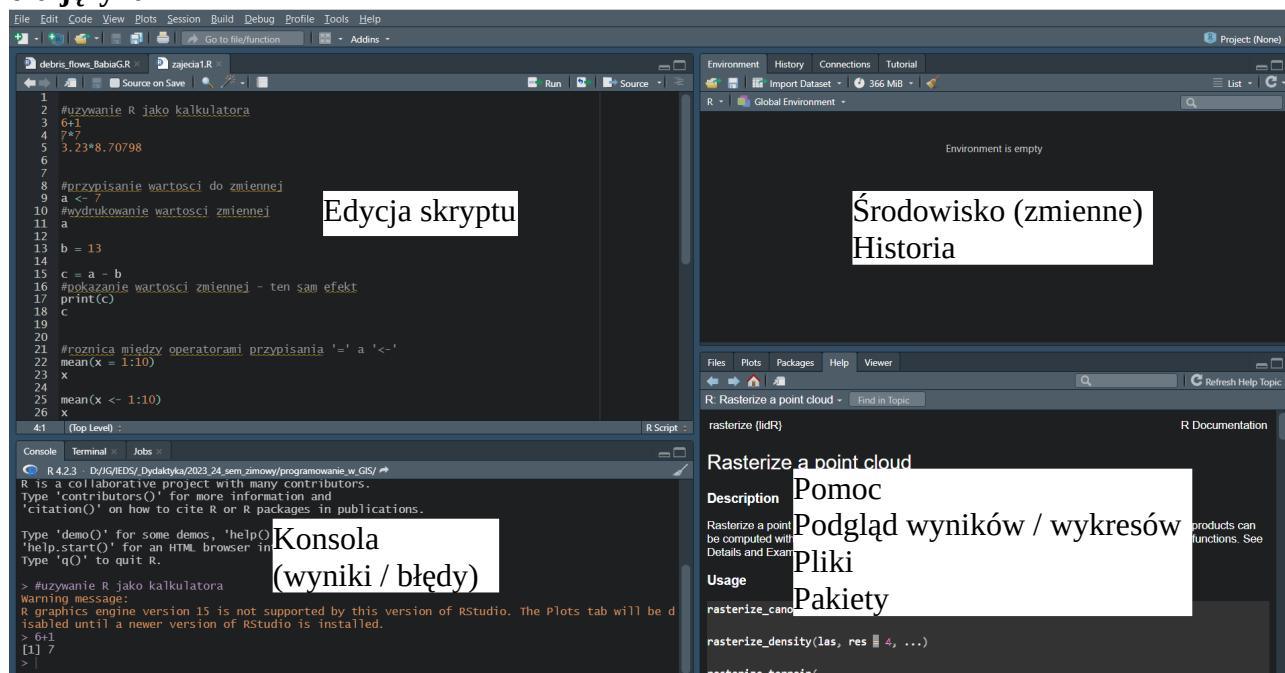 File Edit Code View Plots Session Build Debug Profile Tools Help
Go to file/function Addins Project: (None)
debris_flows_BabiaG.R zajecia1.R
Source on Save Run Source
1
2 #uzywanie R jako kalkulatora
3 6+1
4 7*7
5 3.23*8.70798
6
7
8 #przypisanie wartosci do zmiennej
9 a <- 7
10 #wydrukowanie wartosci zmiennej
11 a
12
13 b = 13
14
15 c = a - b
16 #pokazanie wartosci zmiennej - ten sam efekt
17 print(c)
18 c
19
20
21 #roznica między operatorami przypisania '=' a '<-'
22 mean(x = 1:10)
23 x
24
25 mean(x <- 1:10)
26 x
4:1 (Top Level) R Script
Edycja skryptu
Console Terminal Jobs
R 4.2.3 · D:/JG/IEDS/_Dydaktyka/2023_24_sem_zimowy/programowanie_w_GIS/
R is a collaborative project with many contributors.
Type 'contributors()' for more information and
'citation()' on how to cite R or R packages in publications.
Type 'demo()' for some demos, 'help()
'help.start()' for an HTML browser in
Type 'q()' to quit R.
> #uzywanie R jako kalkulatora
Warning message:
R graphics engine version 15 is not supported by this version of RStudio. The Plots tab will be d
isabled until a newer version of RStudio is installed.
> 6+1
[1] 7
>
Konsola
(wyniki / błędy)
Environment History Connections Tutorial
Import Dataset 366 MiB List
R Global Environment
Environment is empty
Środowisko (zmienne)
Historia
Files Plots Packages Help Viewer
Refresh Help Topic
R: Rasterize a point cloud Find in Topic
rasterize {lidR} R Documentation
Rasterize a point cloud
Description
Rasterize a point products can
be computed with functions. See
Details and Exam
Usage
rasterize_cano
rasterize_density(las, res = 4, ...)
Pomoc
Podgląd wyników / wykresów
Pliki
Pakiety